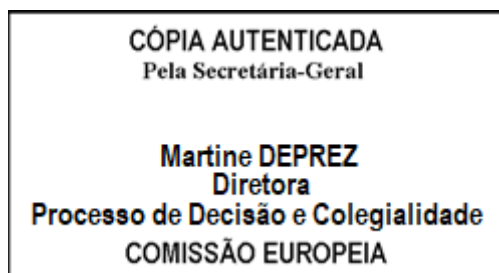 CÓPIA AUTENTICADA
Pela Secretária-Geral
Martine DEPREZ
Diretora
Processo de Decisão e Colegialidade
COMISSÃO EUROPEIA